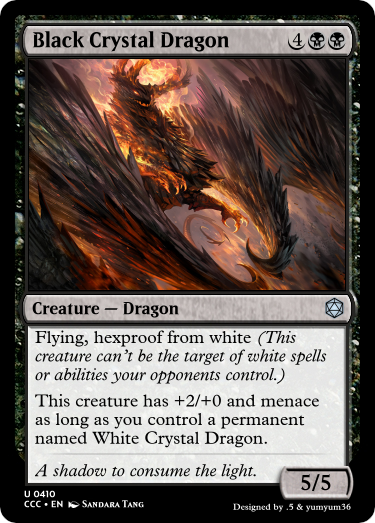 Black Crystal Dragon 4
Creature — Dragon
Flying, hexproof from white (This
creature can't be the target of white spells
or abilities your opponents control.)
This creature has +2/+0 and menace
as long as you control a permanent
named White Crystal Dragon.
A shadow to consume the light.
5/5
U 0410
CCC • EN Sandara Tang
Designed by .5 & yumyum36